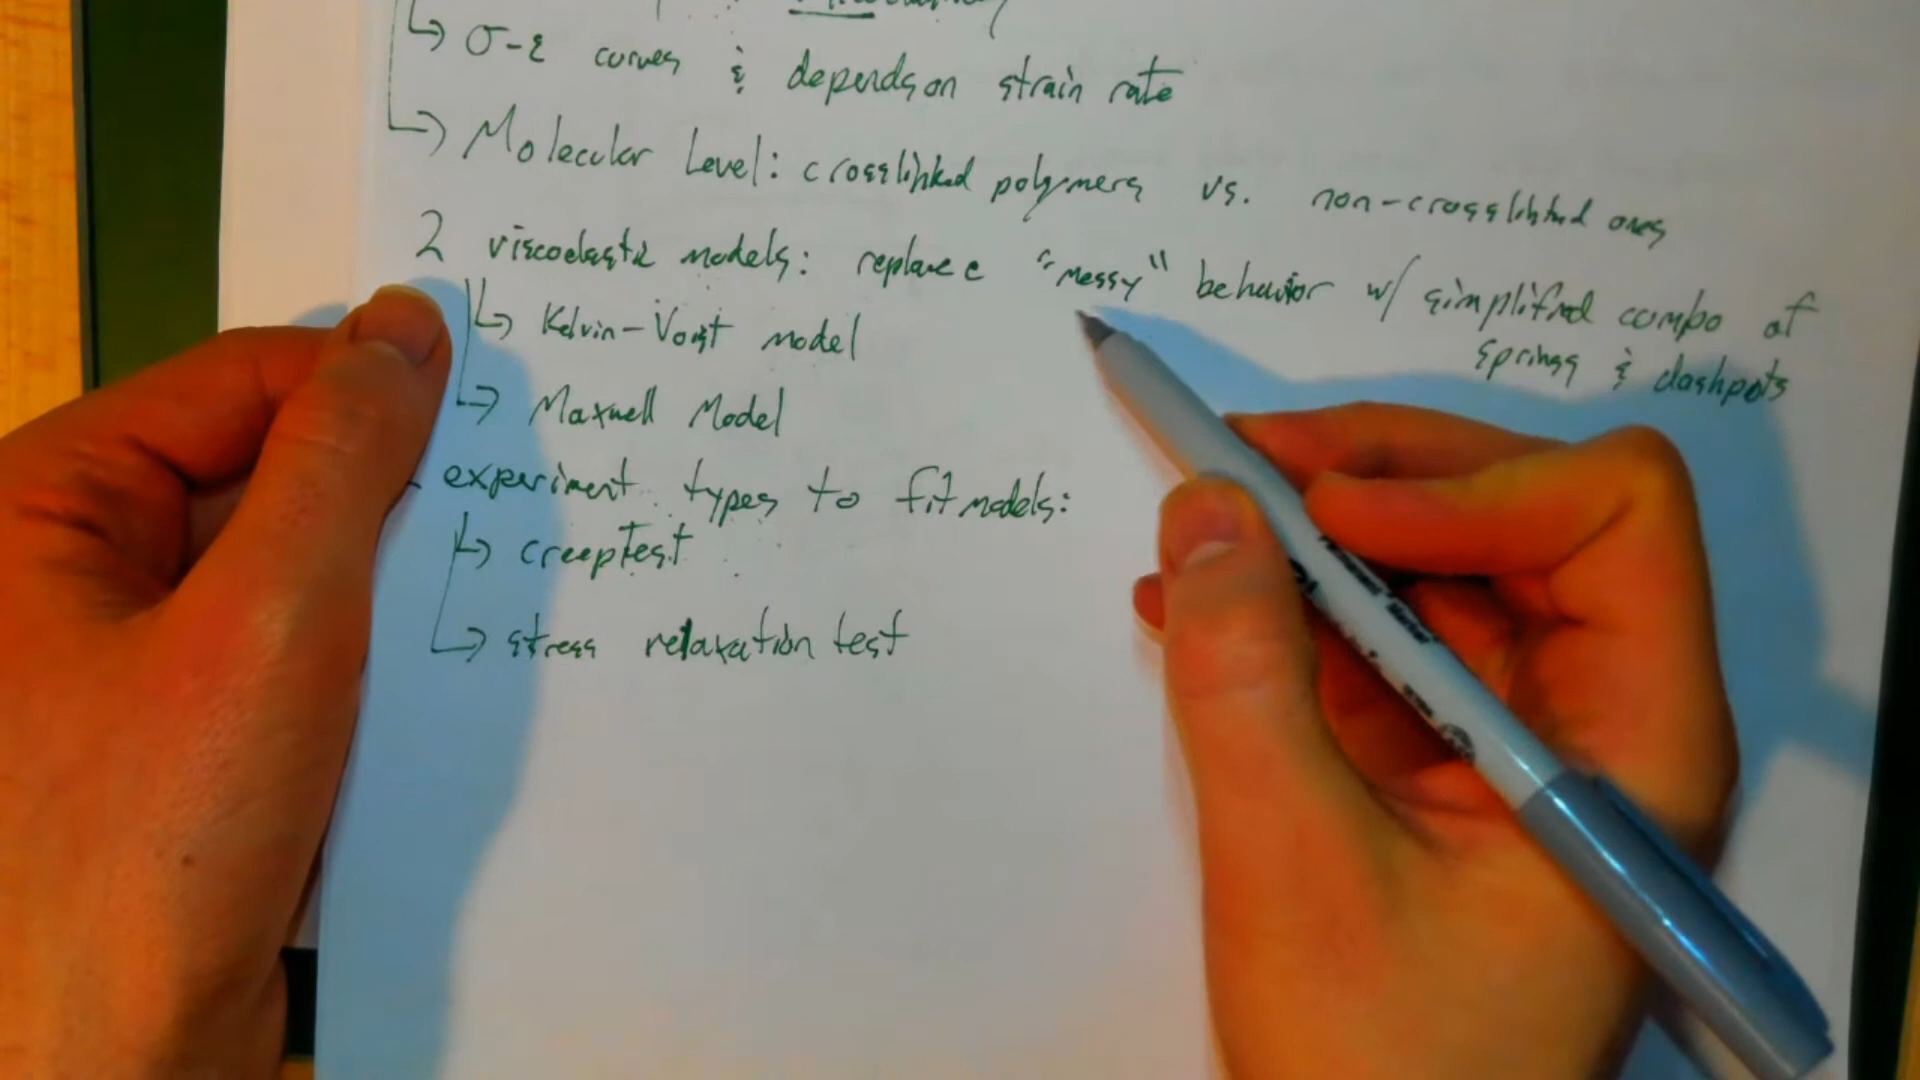 ↳ σ-ε curves & depends on strain rate
↳ Molecular Level: crosslinked polymers vs. non-crosslinked ones
2 viscoelastic models: replace "messy" behavior w/ simplified combo of
springs & dashpots
↳ Kelvin-Voigt model
↳ Maxwell Model
experiment types to fit models:
↳ creep Test
↳ stress relaxation test